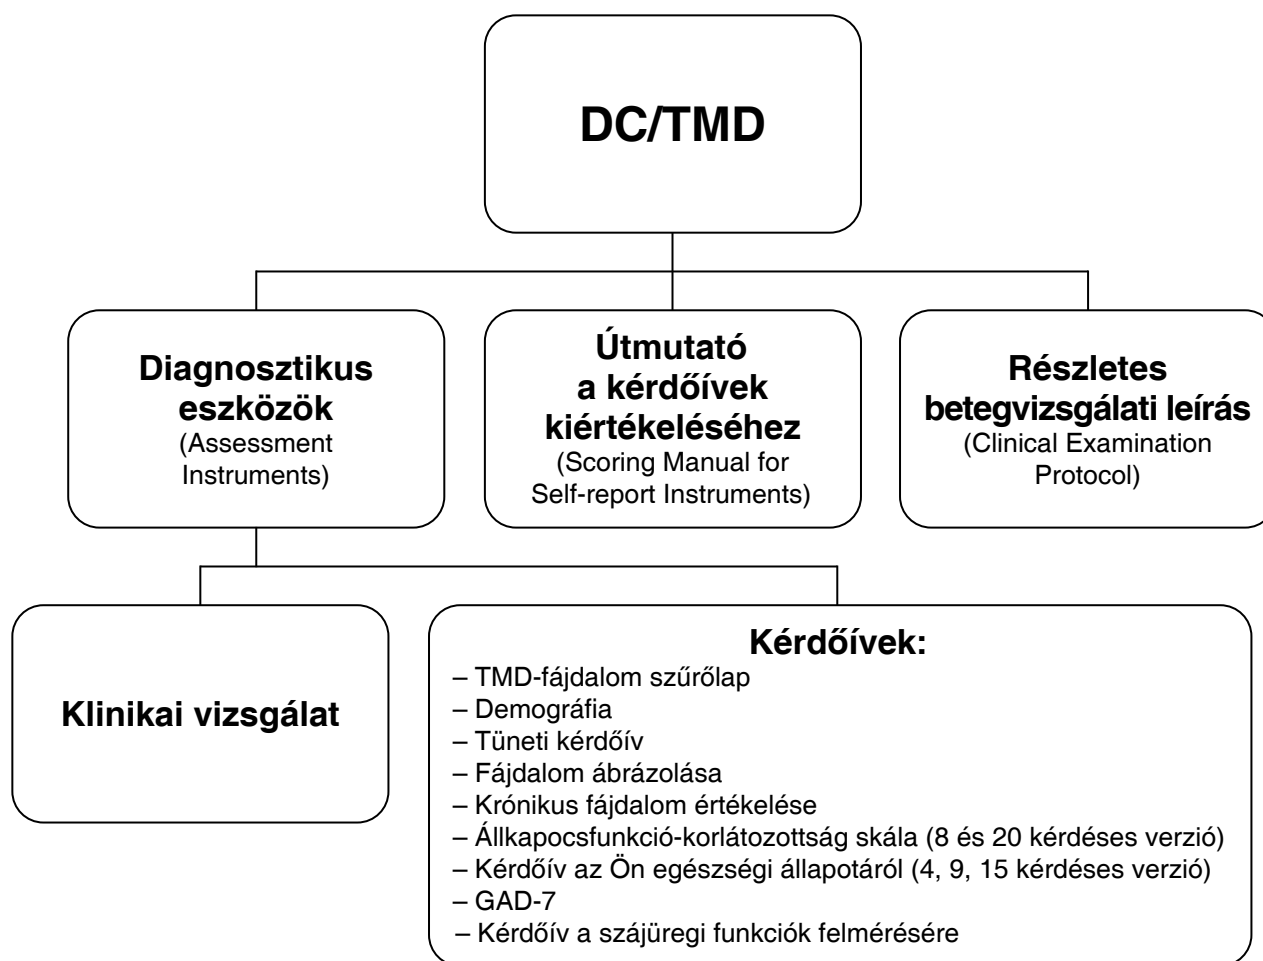 DC/TMD
Diagnosztikus
eszközök
(Assessment
Instruments)
Útmutató
a kérdőívek
kiértékeléséhez
(Scoring Manual for
Self-report Instruments)
Részletes
betegvizsgálati leírás
(Clinical Examination
Protocol)
Klinikai vizsgálat
Kérdőívek:
– TMD-fájdalom szűrőlap
– Demográfia
– Tüneti kérdőív
– Fájdalom ábrázolása
– Krónikus fájdalom értékelése
– Állkapocsfunkció-korlátozottság skála (8 és 20 kérdéses verzió)
– Kérdőív az Ön egészségi állapotáról (4, 9, 15 kérdéses verzió)
– GAD-7
– Kérdőív a szájüregi funkciók felmérésére